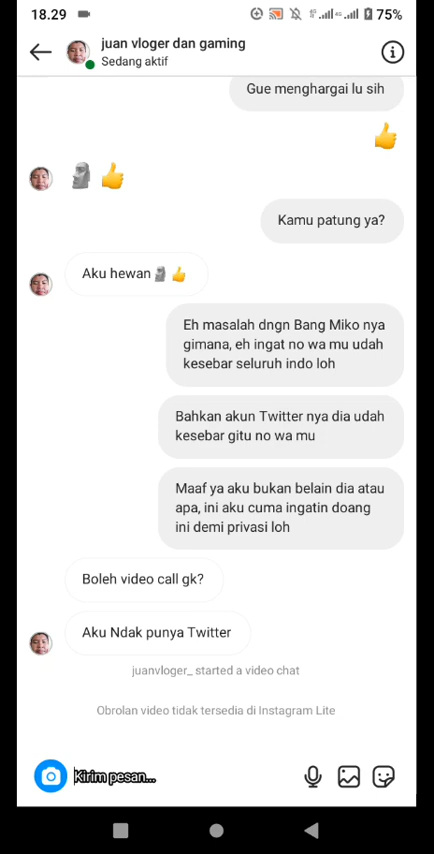 18.29
75%
juan vloger dan gaming
Sedang aktif
Gue menghargai lu sih
Kamu patung ya?
Aku hewan🗿👍
Eh masalah dngn Bang Miko nya
gimana, eh ingat no wa mu udah
kesebar seluruh indo loh
Bahkan akun Twitter nya dia udah
kesebar gitu no wa mu
Maaf ya aku bukan belain dia atau
apa, ini aku cuma ingatin doang
ini demi privasi loh
Boleh video call gk?
Aku Ndak punya Twitter
juanvloger_ started a video chat
Obrolan video tidak tersedia di Instagram Lite
Kirim pesan...